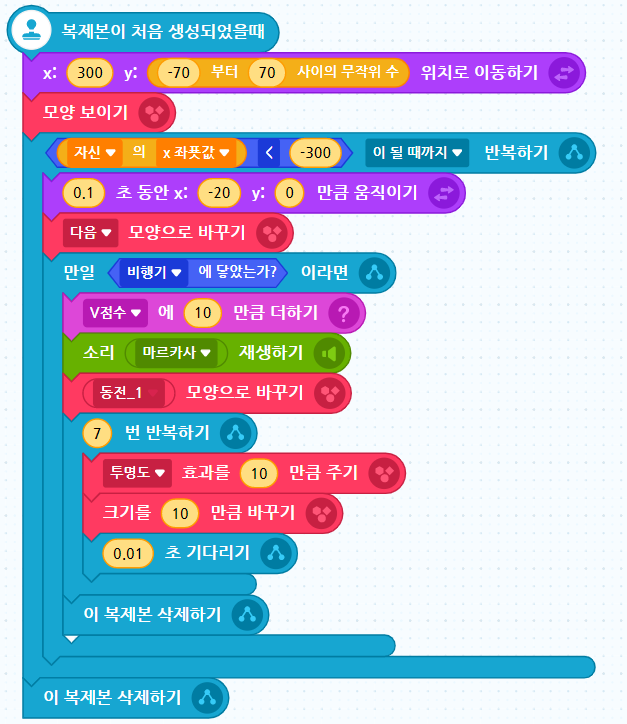 복제본이 처음 생성되었을때
x: 300 y: -70 부터 70 사이의 무작위 수 위치로 이동하기
모양 보이기
자신 의 x 좌푯값 < -300 이 될 때까지 반복하기
0.1 초 동안 x: -20 y: 0 만큼 움직이기
다음 모양으로 바꾸기
만일 비행기 에 닿았는가? 이라면
V점수 에 10 만큼 더하기 ?
소리 마르카사 재생하기
동전_1 모양으로 바꾸기
7 번 반복하기
투명도 효과를 10 만큼 주기
크기를 10 만큼 바꾸기
0.01 초 기다리기
이 복제본 삭제하기
이 복제본 삭제하기